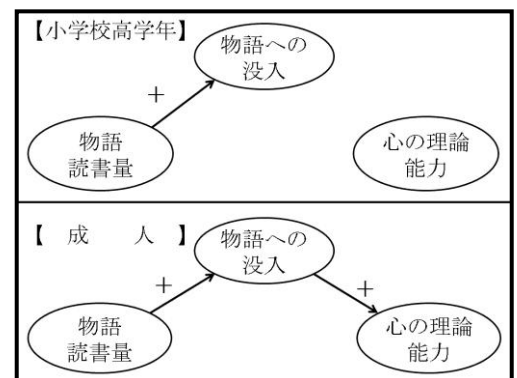 【小学校高学年】
物語への
没入
+
物語
読書量
心の理論
能力
【 成 人 】
物語への
没入
+
+
物語
読書量
心の理論
能力